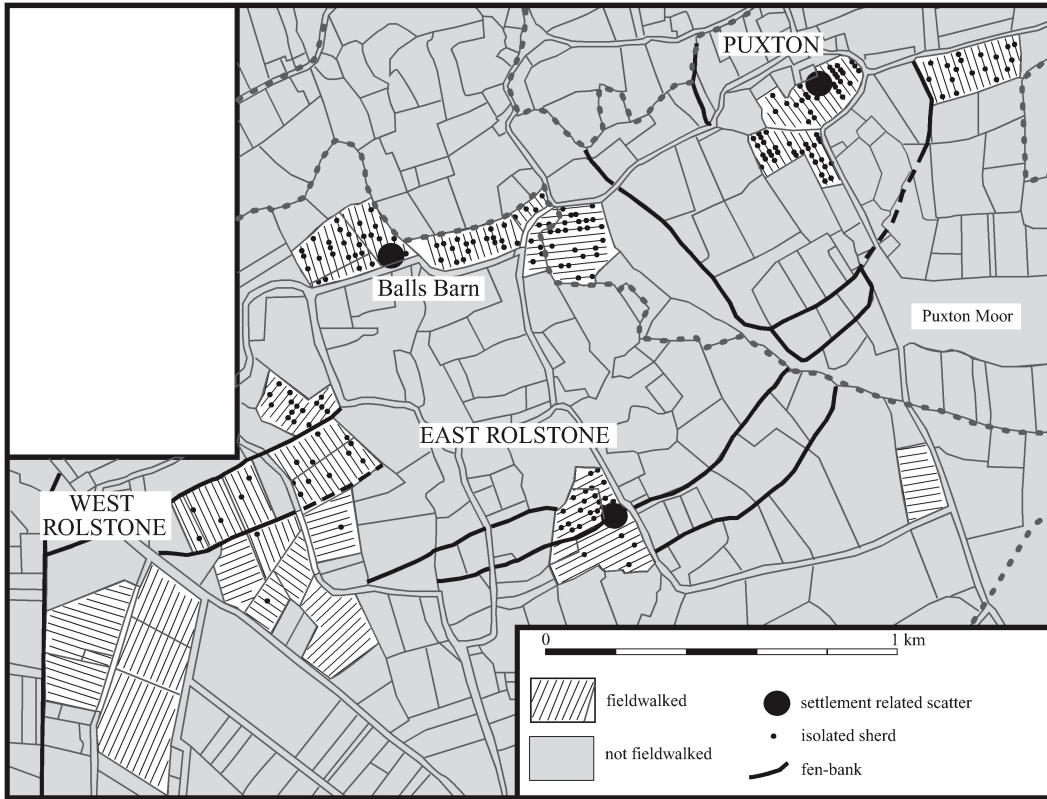 PUXTON
Balls Barn
Puxton Moor
EAST ROLSTONE
WEST
ROLSTONE
0 1 km
fieldwalked
not fieldwalked
settlement related scatter
isolated sherd
fen-bank